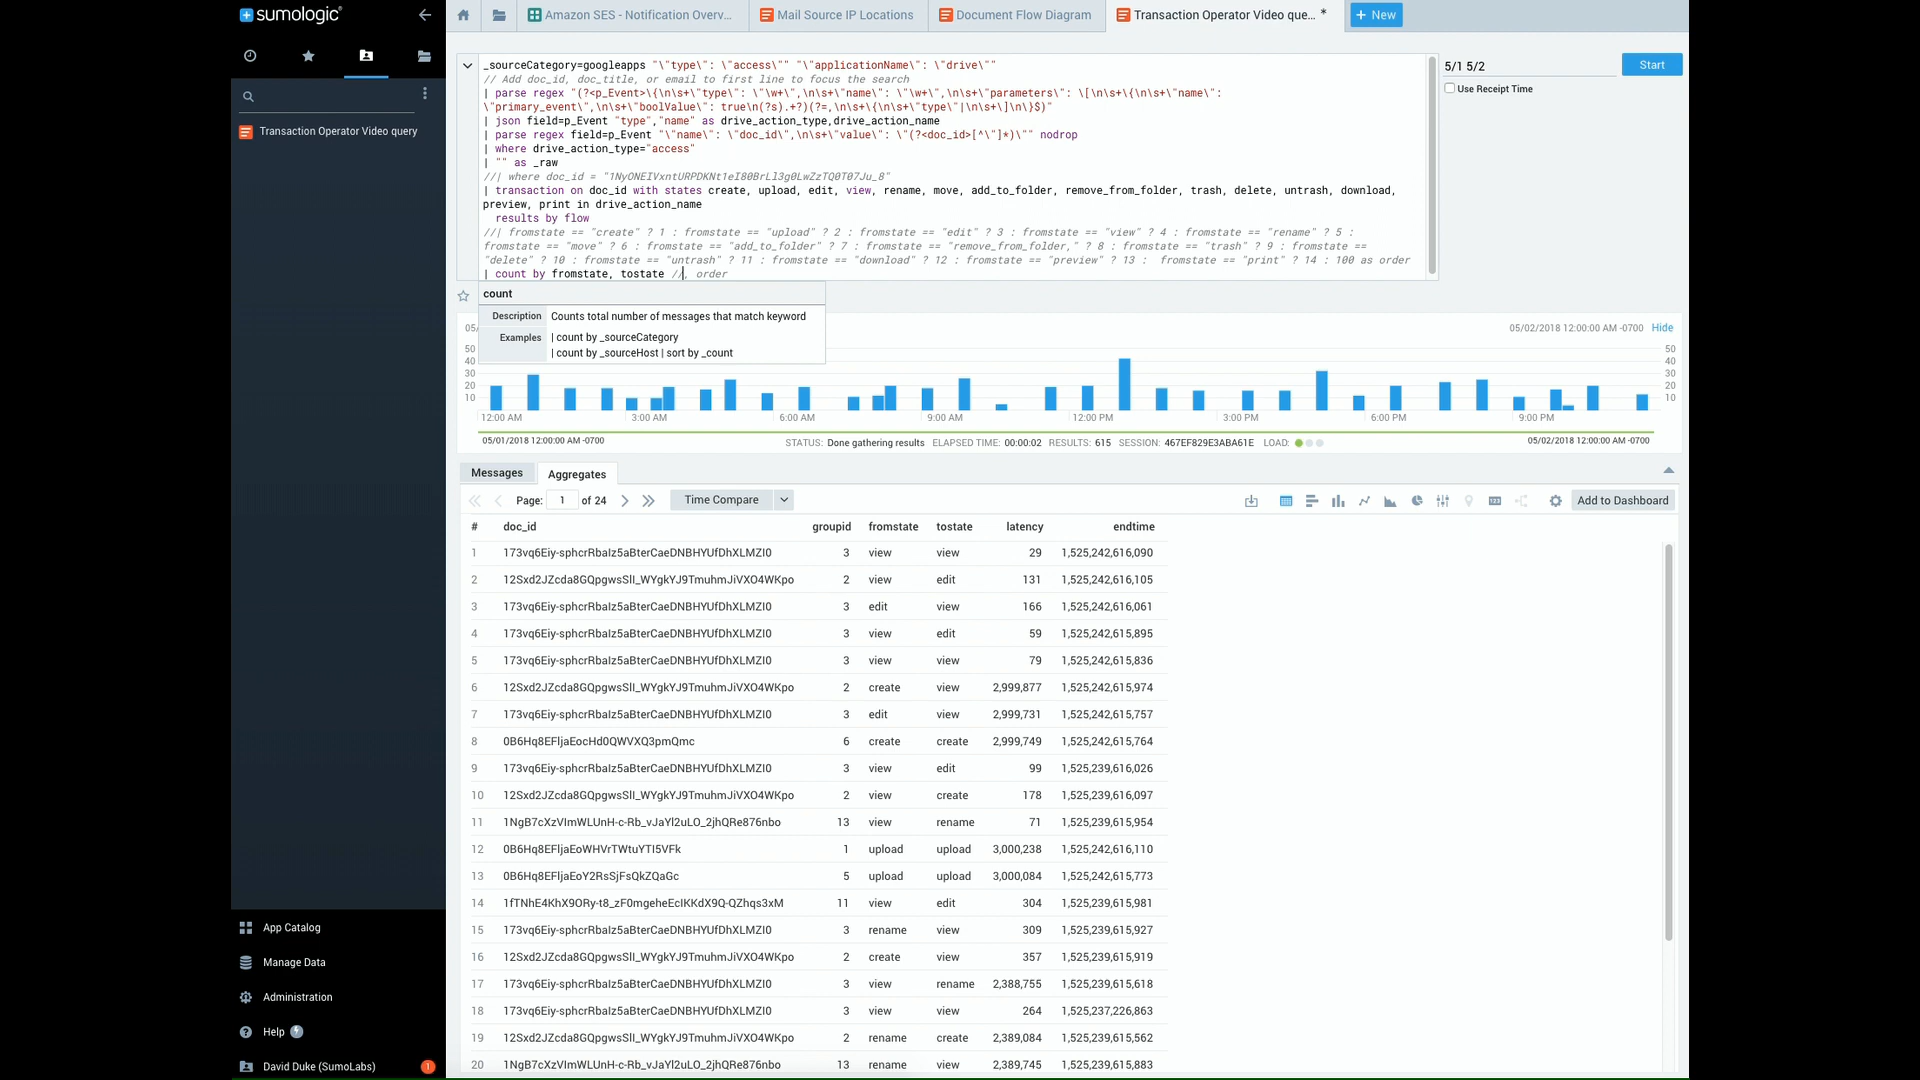 sumologic
Amazon SES - Notification Overv...
Mail Source IP Locations
Document Flow Diagram
Transaction Operator Video que... *
+ New
Transaction Operator Video query
_sourceCategory=googleapps "\"type\": \"access\"" "\"applicationName\": \"drive\""
// Add doc_id, doc_title, or email to first line to focus the search
| parse regex "(?<p_Event>\{\n\s+\"type\": \"\w+\",\n\s+\"name\": \"\w+\",\n\s+\"parameters\": \[\n\s+\{\n\s+\"name\":
\"primary_event\",\n\s+\"boolValue\": true\n(?s).+?)(?=,\n\s+\{\n\s+\"type\"|\n\s+\]\n\}$)"
| json field=p_Event "type","name" as drive_action_type,drive_action_name
| parse regex field=p_Event "\"name\": \"doc_id\",\n\s+\"value\": \"(?<doc_id>[^\"]*)\"" nodrop
| where drive_action_type="access"
| "" as _raw
//| where doc_id = "1NyONEIVxntURPDKNt1eI80BrLl3g0LwZzTQ0T07Ju_8"
| transaction on doc_id with states create, upload, edit, view, rename, move, add_to_folder, remove_from_folder, trash, delete, untrash, download,
preview, print in drive_action_name
results by flow
//| fromstate == "create" ? 1 : fromstate == "upload" ? 2 : fromstate == "edit" ? 3 : fromstate == "view" ? 4 : fromstate == "rename" ? 5 :
fromstate == "move" ? 6 : fromstate == "add_to_folder" ? 7 : fromstate == "remove_from_folder," ? 8 : fromstate == "trash" ? 9 : fromstate ==
"delete" ? 10 : fromstate == "untrash" ? 11 : fromstate == "download" ? 12 : fromstate == "preview" ? 13 : fromstate == "print" ? 14 : 100 as order
| count by fromstate, tostate //, order
5/1 5/2
Start
Use Receipt Time
count
Description Counts total number of messages that match keyword
Examples | count by _sourceCategory
| count by _sourceHost | sort by _count
05/
05/02/2018 12:00:00 AM -0700 Hide
50 50
40 40
30 30
20 20
10 10
12:00 AM 3:00 AM 6:00 AM 9:00 AM 12:00 PM 3:00 PM 6:00 PM 9:00 PM
05/01/2018 12:00:00 AM -0700
STATUS: Done gathering results ELAPSED TIME: 00:00:02 RESULTS: 615 SESSION: 467EF829E3ABA61E LOAD:
05/02/2018 12:00:00 AM -0700
Messages Aggregates
Page: 1 of 24 Time Compare Add to Dashboard
# doc_id groupid fromstate tostate latency endtime
1 173vq6Eiy-sphcrRbaIz5aBterCaeDNBHYUfDhXLMZI0 3 view view 29 1,525,242,616,090
2 12Sxd2JZcda8GQpgwsSlI_WYgkYJ9TmuhmJiVXO4WKpo 2 view edit 131 1,525,242,616,105
3 173vq6Eiy-sphcrRbaIz5aBterCaeDNBHYUfDhXLMZI0 3 edit view 166 1,525,242,616,061
4 173vq6Eiy-sphcrRbaIz5aBterCaeDNBHYUfDhXLMZI0 3 view edit 59 1,525,242,615,895
5 173vq6Eiy-sphcrRbaIz5aBterCaeDNBHYUfDhXLMZI0 3 view view 79 1,525,242,615,836
6 12Sxd2JZcda8GQpgwsSlI_WYgkYJ9TmuhmJiVXO4WKpo 2 create view 2,999,877 1,525,242,615,974
7 173vq6Eiy-sphcrRbaIz5aBterCaeDNBHYUfDhXLMZI0 3 edit view 2,999,731 1,525,242,615,757
8 0B6Hq8EFljaEocHd0QWVXQ3pmQmc 6 create create 2,999,749 1,525,242,615,764
9 173vq6Eiy-sphcrRbaIz5aBterCaeDNBHYUfDhXLMZI0 3 view edit 99 1,525,239,616,026
10 12Sxd2JZcda8GQpgwsSlI_WYgkYJ9TmuhmJiVXO4WKpo 2 view create 178 1,525,239,616,097
11 1NgB7cXzVImWLUnH-c-Rb_vJaYl2uLO_2jhQRe876nbo 13 view rename 71 1,525,239,615,954
12 0B6Hq8EFljaEoWHVrTWtuYTI5VFk 1 upload upload 3,000,238 1,525,242,616,110
13 0B6Hq8EFljaEoY2RsSjFsQkZQaGc 5 upload upload 3,000,084 1,525,242,615,773
14 1fTNhE4KhX9ORy-t8_zF0mgeheEcIKKdX9Q-QZhqs3xM 11 view edit 304 1,525,239,615,981
15 173vq6Eiy-sphcrRbaIz5aBterCaeDNBHYUfDhXLMZI0 3 rename view 309 1,525,239,615,927
16 12Sxd2JZcda8GQpgwsSlI_WYgkYJ9TmuhmJiVXO4WKpo 2 create view 357 1,525,239,615,919
17 173vq6Eiy-sphcrRbaIz5aBterCaeDNBHYUfDhXLMZI0 3 view rename 2,388,755 1,525,239,615,618
18 173vq6Eiy-sphcrRbaIz5aBterCaeDNBHYUfDhXLMZI0 3 view view 264 1,525,237,226,863
19 12Sxd2JZcda8GQpgwsSlI_WYgkYJ9TmuhmJiVXO4WKpo 2 rename create 2,389,084 1,525,239,615,562
20 1NgB7cXzVImWLUnH-c-Rb_vJaYl2uLO_2jhQRe876nbo 13 rename view 2,389,745 1,525,239,615,883
App Catalog
Manage Data
Administration
Help
David Duke (SumoLabs) 1